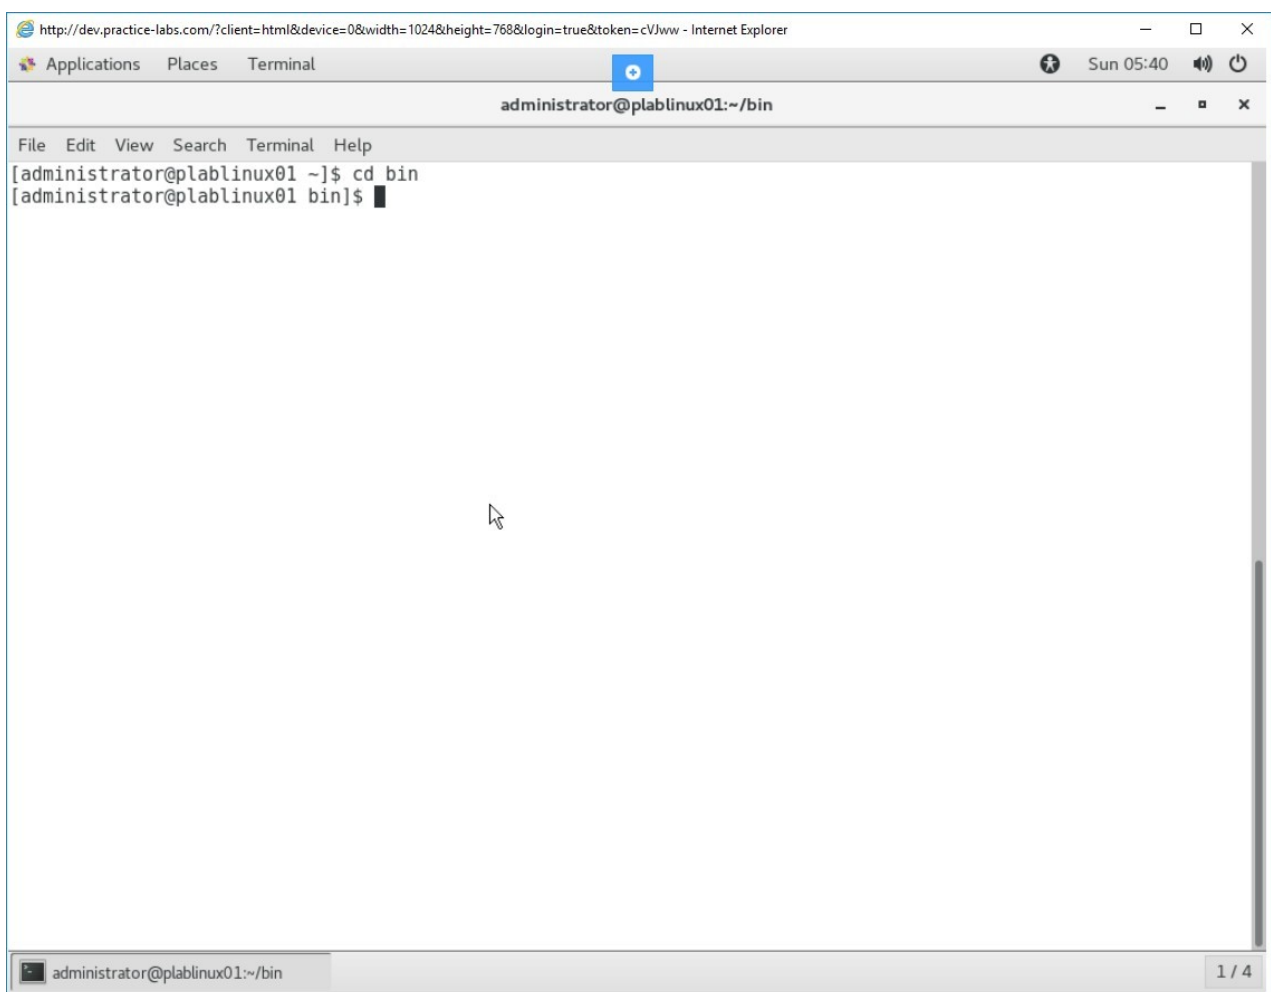 http://dev.practice-labs.com/?client=html&device=0&width=1024&height=768&login=true&token=cVJww - Internet Explorer
Applications Places Terminal Sun 05:40
administrator@plablinux01:~/bin
File Edit View Search Terminal Help
[administrator@plablinux01 ~]$ cd bin
[administrator@plablinux01 bin]$
administrator@plablinux01:~/bin 1 / 4